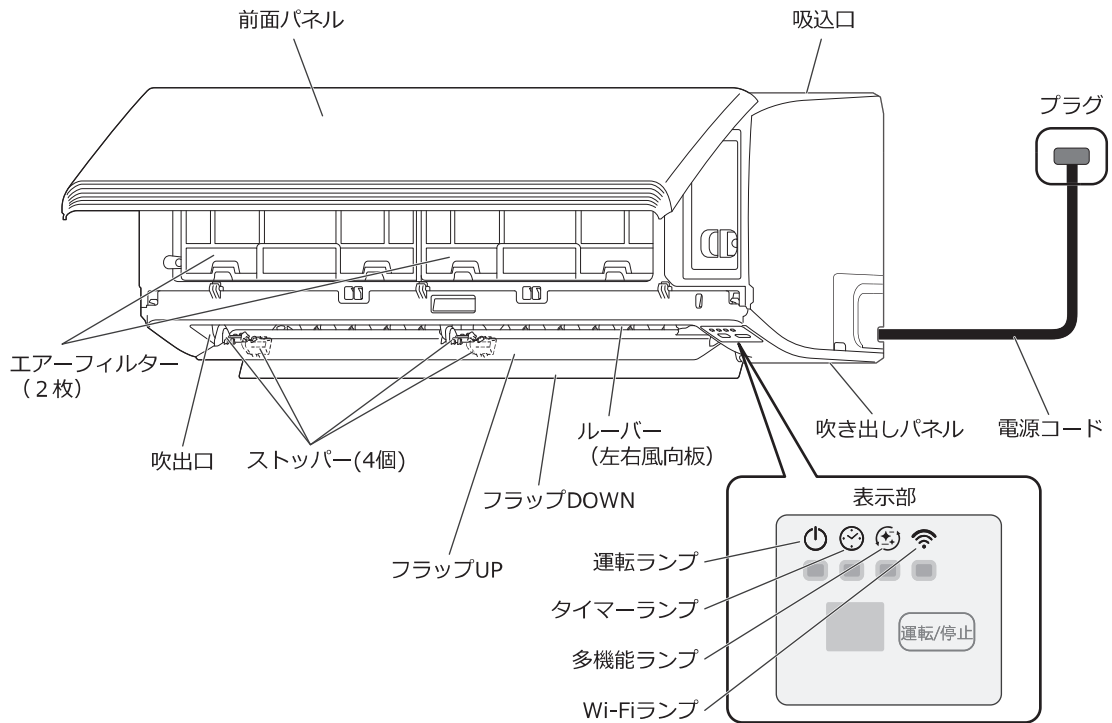 前面パネル
吸込口
プラグ
エアーフィルター
（２枚）
吹出口
ストッパー(4個)
ルーバー
（左右風向板）
吹き出しパネル
電源コード
フラップDOWN
フラップUP
表示部
運転ランプ
タイマーランプ
多機能ランプ
Wi-Fiランプ
運転/停止